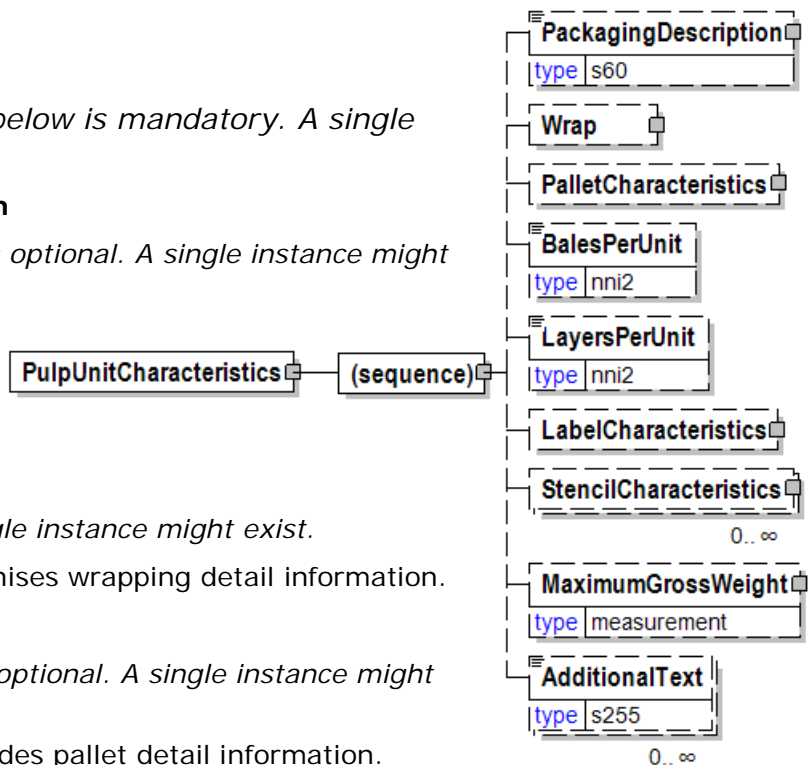 below is mandatory. A single
n
optional. A single instance might
gle instance might exist.
nises wrapping detail information.
optional. A single instance might
des pallet detail information.
PulpUnitCharacteristics
(sequence)
PackagingDescription
type s60
Wrap
PalletCharacteristics
BalesPerUnit
type nni2
LayersPerUnit
type nni2
LabelCharacteristics
StencilCharacteristics
0.. ∞
MaximumGrossWeight
type measurement
AdditionalText
type s255
0.. ∞